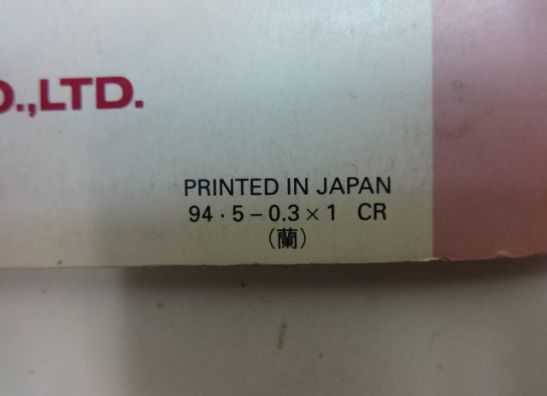 O.,LTD.
PRINTED IN JAPAN
94・5－0.3×1 CR
（蘭）